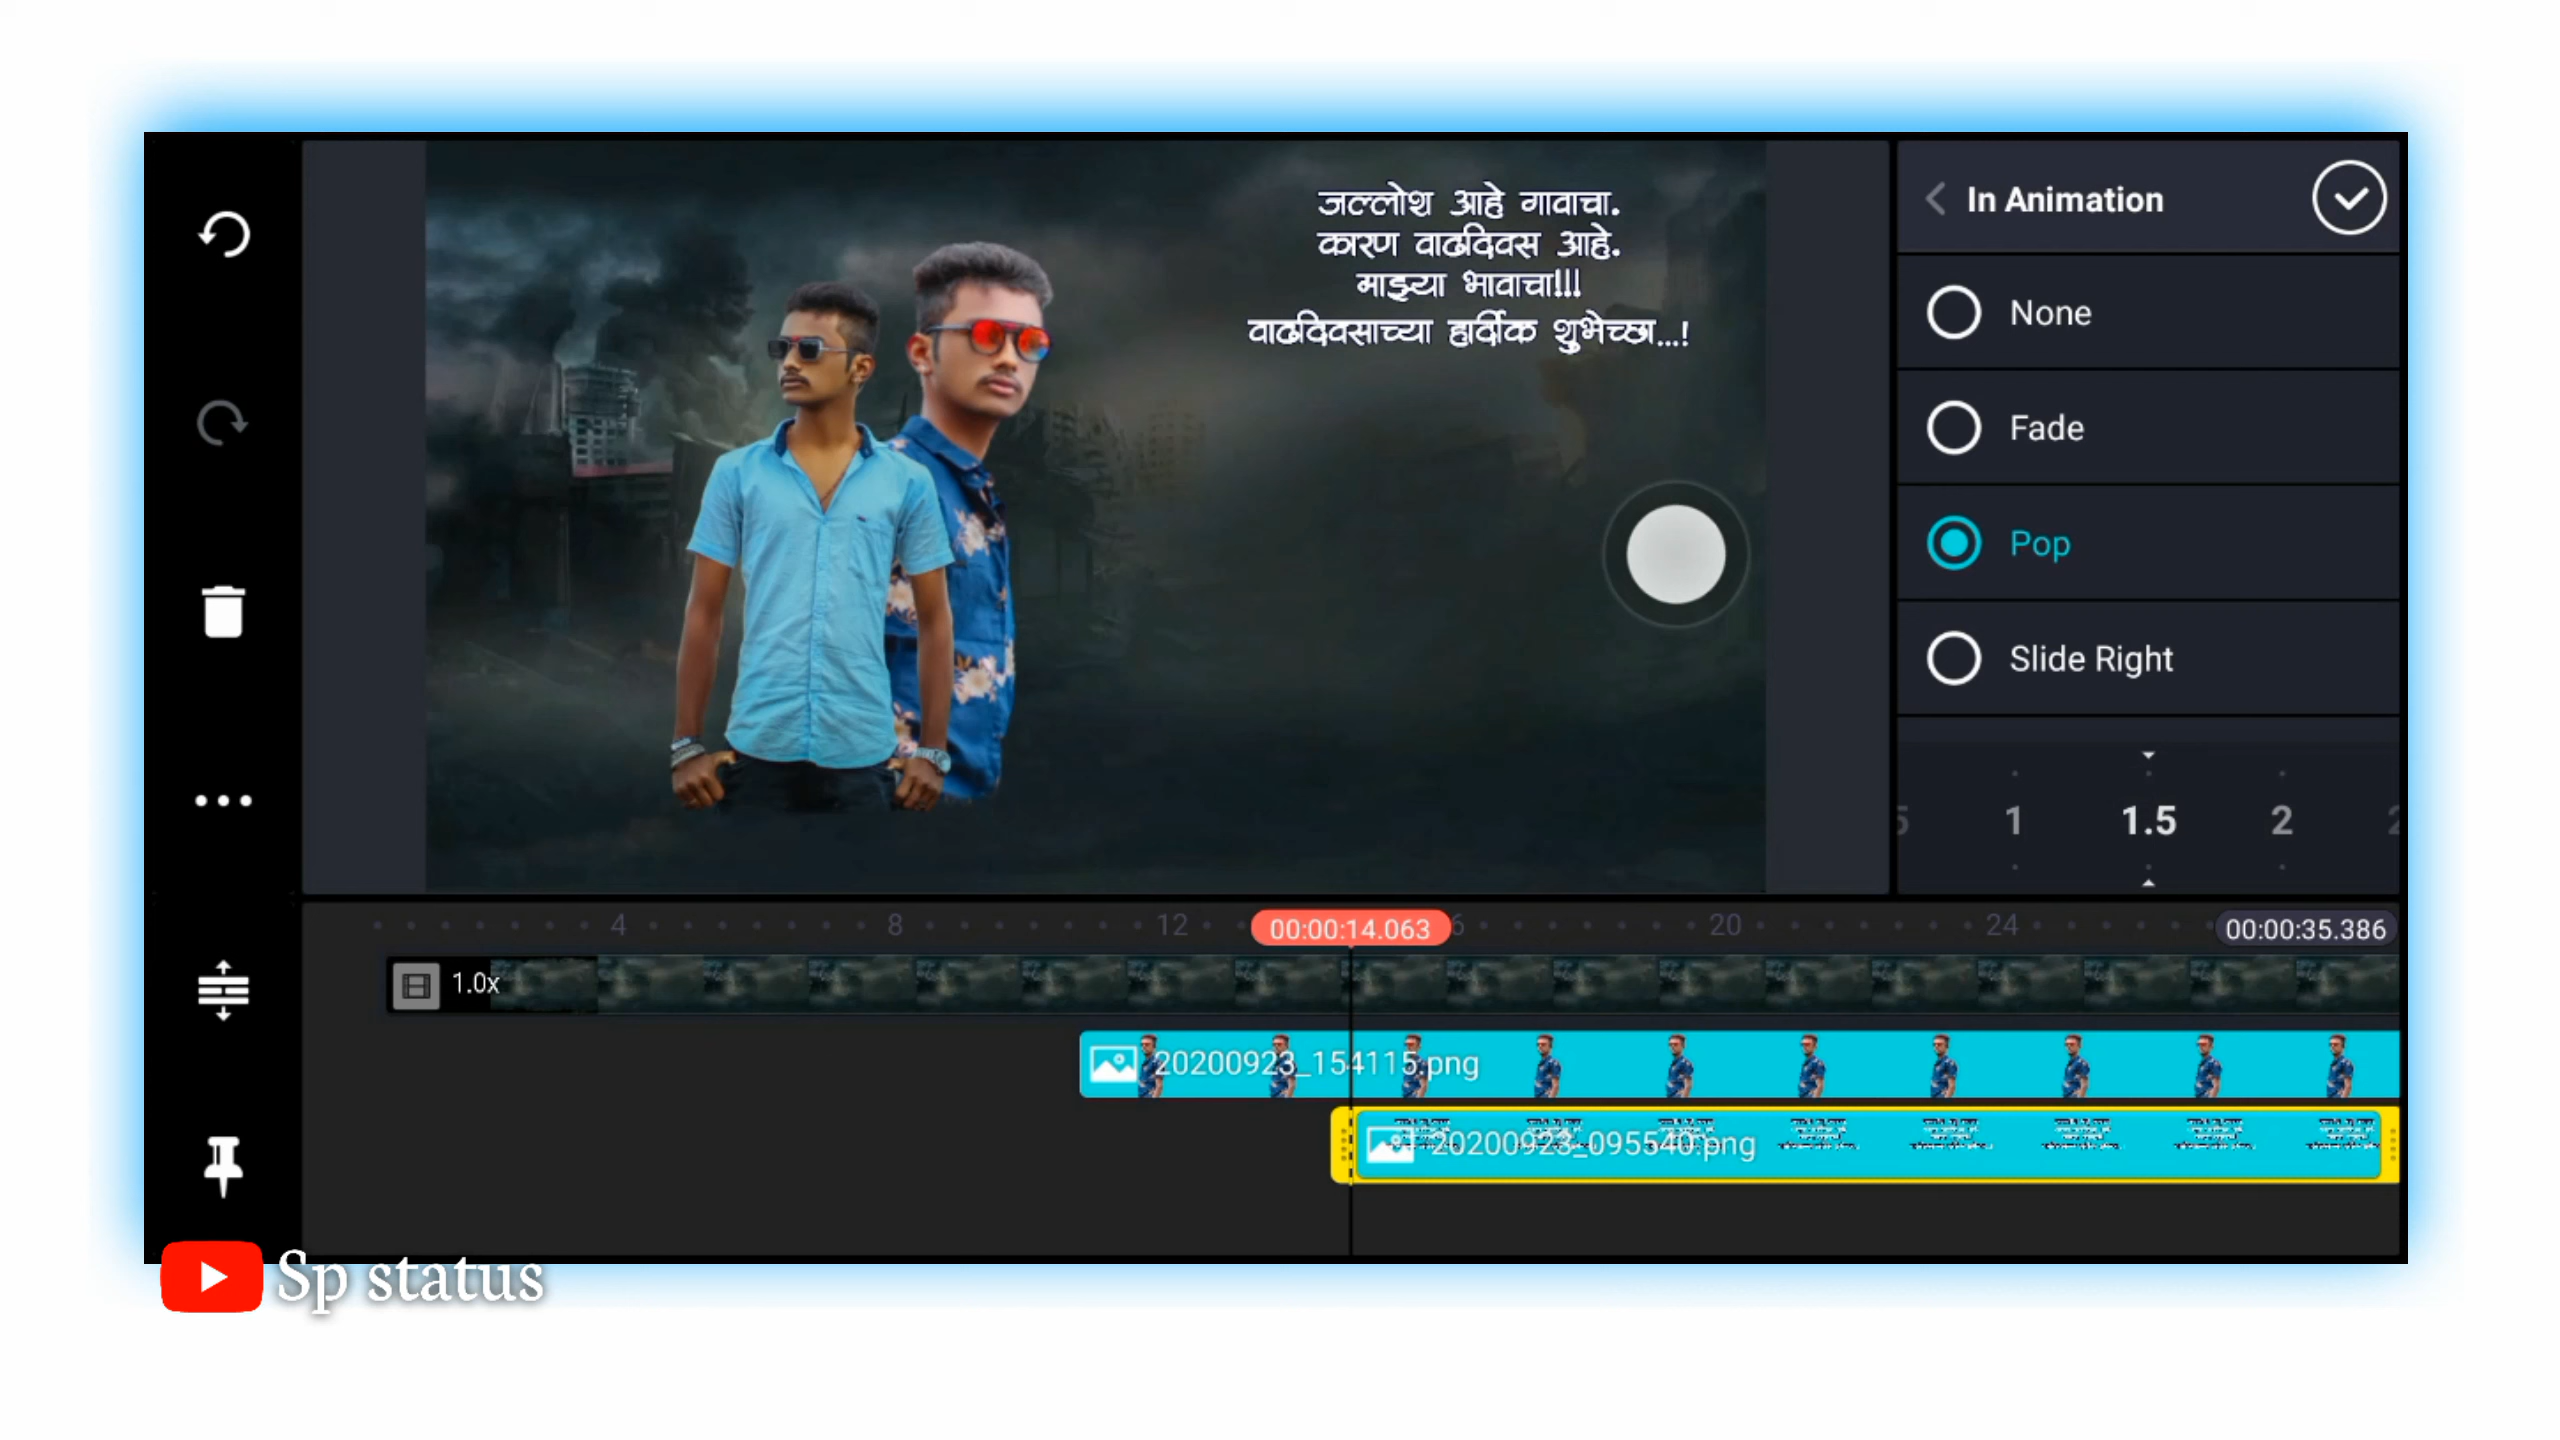 जल्लोश आहे गावाचा.
कारण वाढदिवस आहे.
माझ्या भावाचा!!!
वाढदिवसाच्या हार्दीक शुभेच्छा...!
In Animation
None
Fade
Pop
Slide Right
1 1.5 2
4 8 12 00:00:14.063 6 20 24 00:00:35.386
1.0x
20200923_154115.png
20200923_095540.png
Sp status